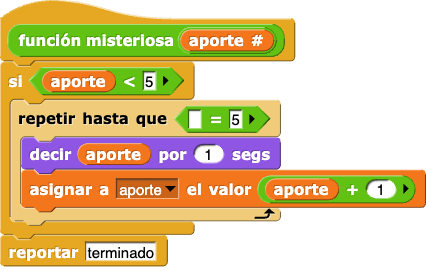 función misteriosa aporte #
si aporte < 5
repetir hasta que = 5
decir aporte por 1 segs
asignar a aporte el valor aporte + 1
reportar terminado